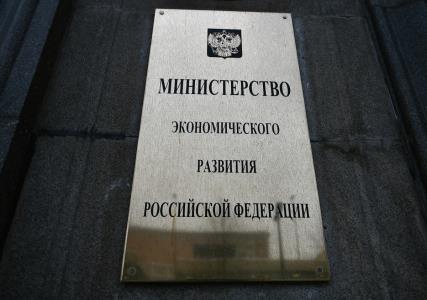 МИНИСТЕРСТВО
ЭКОНОМИЧЕСКОГО
РАЗВИТИЯ
РОССИЙСКОЙ ФЕДЕРАЦИИ